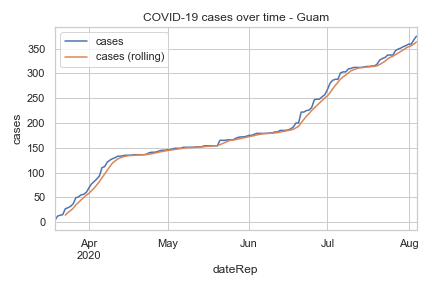 COVID-19 cases over time - Guam
cases
cases (rolling)
350
300
250
200
150
100
50
0
cases
Apr
2020
May
Jun
Jul
Aug
dateRep